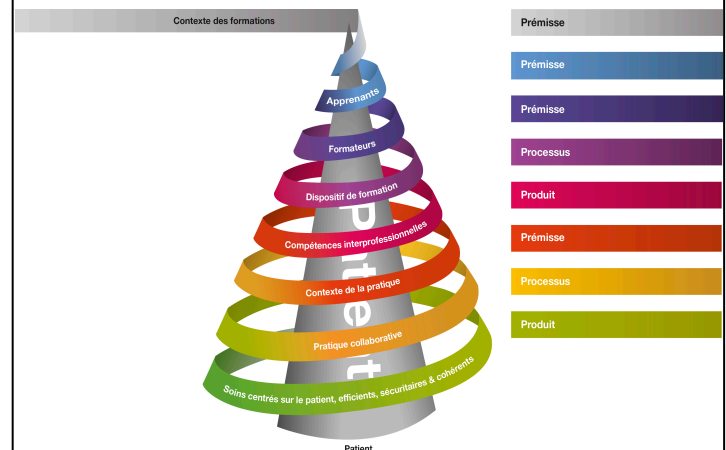 Contexte des formations
Apprenants
Formateurs
Dispositif de formation
Compétences interprofessionnelles
Contexte de la pratique
Pratique collaborative
Soins centrés sur le patient, efficients, sécuritaires & cohérents
Patient
Prémisse
Prémisse
Prémisse
Processus
Produit
Prémisse
Processus
Produit